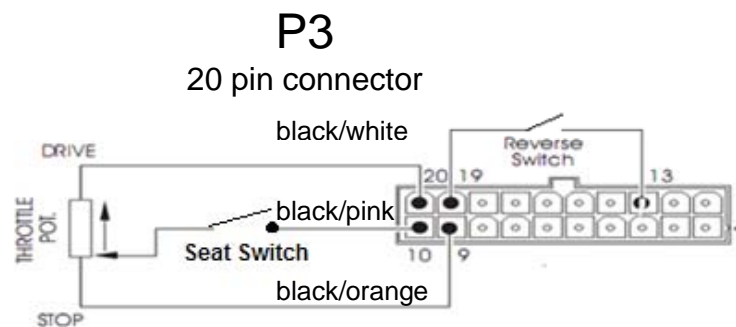 P3
20 pin connector
black/white
DRIVE
Reverse
Switch
20 19
13
THROTTLE
POT.
black/pink
Seat Switch
10
9
black/orange
STOP